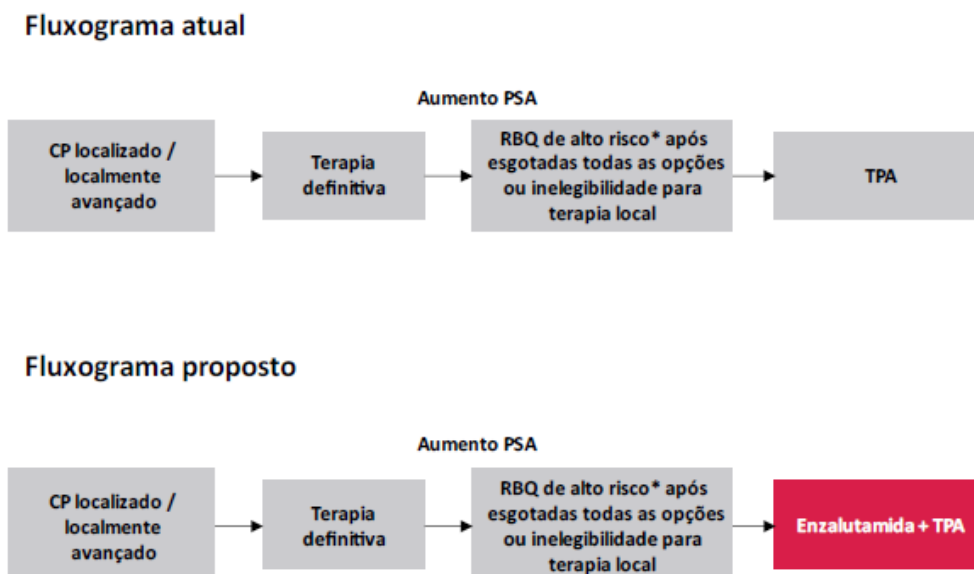 Fluxograma atual
Aumento PSA
CP localizado /
localmente
avançado
Terapia
definitiva
RBQ de alto risco* após
esgotadas todas as opções
ou inelegibilidade para
terapia local
TPA
Fluxograma proposto
Aumento PSA
CP localizado /
localmente
avançado
Terapia
definitiva
RBQ de alto risco* após
esgotadas todas as opções
ou inelegibilidade para
terapia local
Enzalutamida + TPA